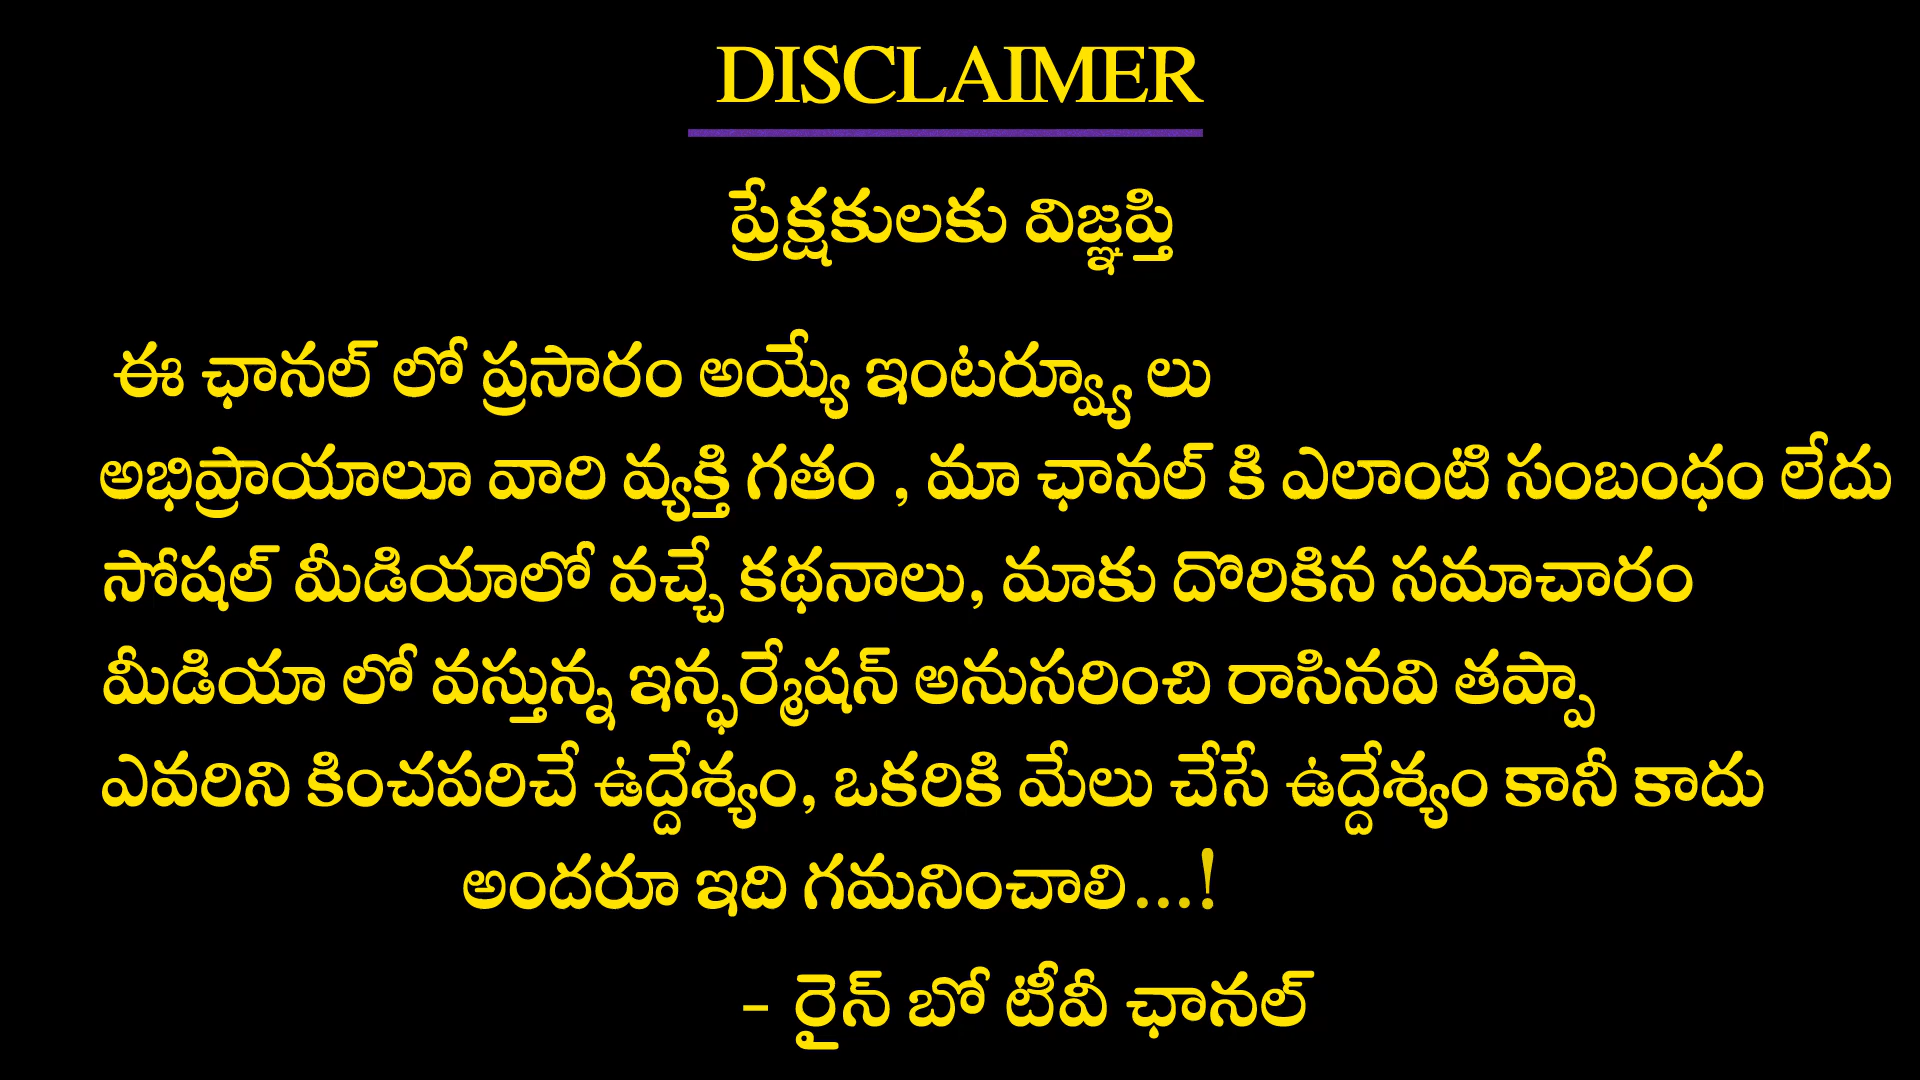 DISCLAIMER
ప్రేక్షకులకు విజ్ఞప్తి
ఈ ఛానల్ లో ప్రసారం అయ్యే ఇంటర్వ్యూ లు
అభిప్రాయాలూ వారి వ్యక్తి గతం , మా ఛానల్ కి ఎలాంటి సంబంధం లేదు
సోషల్ మీడియాలో వచ్చే కథనాలు, మాకు దొరికిన సమాచారం
మీడియా లో వస్తున్న ఇన్ఫర్మేషన్ అనుసరించి రాసినవి తప్పా
ఎవరిని కించపరిచే ఉద్దేశ్యం, ఒకరికి మేలు చేసే ఉద్దేశ్యం కానీ కాదు
అందరూ ఇది గమనించాలి...!
- రైన్ బో టీవీ ఛానల్